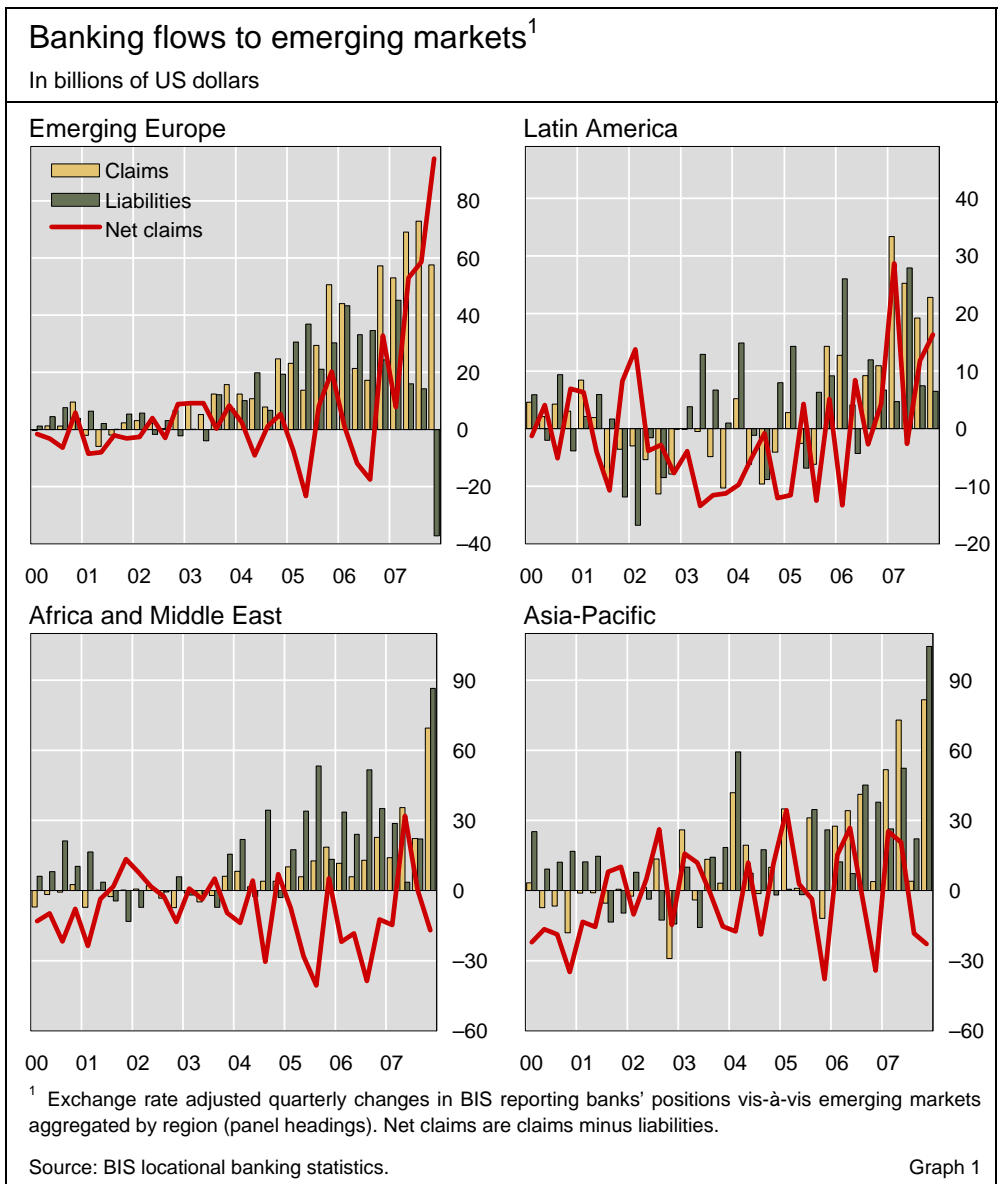 Banking flows to emerging markets1
In billions of US dollars
Emerging Europe
Claims
Liabilities
Net claims
80
60
40
20
0
–20
–40
00 01 02 03 04 05 06 07
Latin America
40
30
20
10
0
–10
–20
00 01 02 03 04 05 06 07
Africa and Middle East
90
60
30
0
–30
–60
00 01 02 03 04 05 06 07
Asia-Pacific
90
60
30
0
–30
–60
00 01 02 03 04 05 06 07
1 Exchange rate adjusted quarterly changes in BIS reporting banks’ positions vis-à-vis emerging markets
aggregated by region (panel headings). Net claims are claims minus liabilities.
Source: BIS locational banking statistics. Graph 1